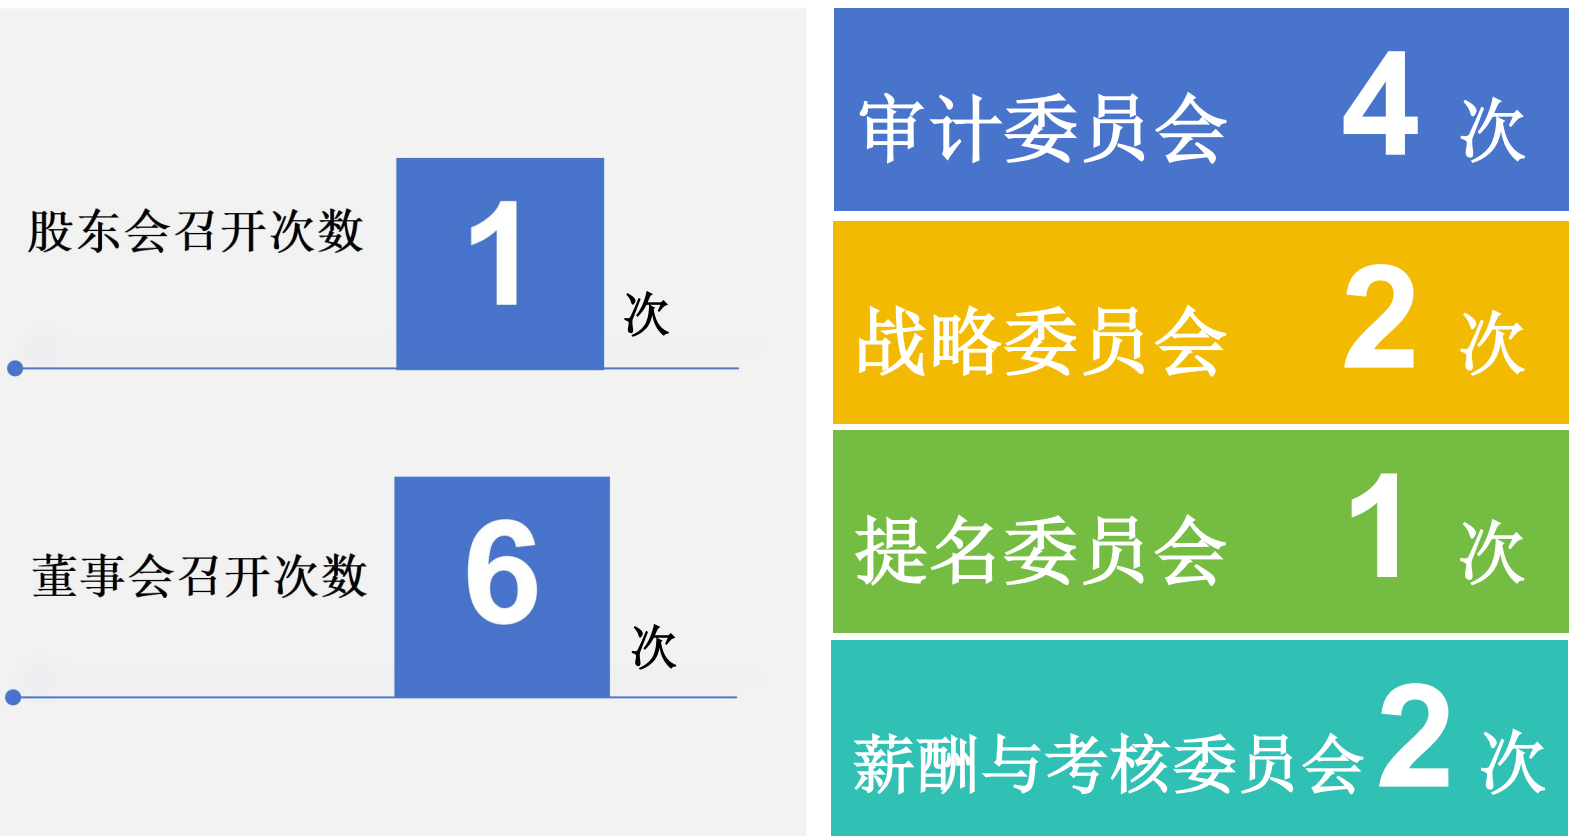 股东会召开次数 1 次
董事会召开次数 6 次
审计委员会 4 次
战略委员会 2 次
提名委员会 1 次
薪酬与考核委员会 2 次